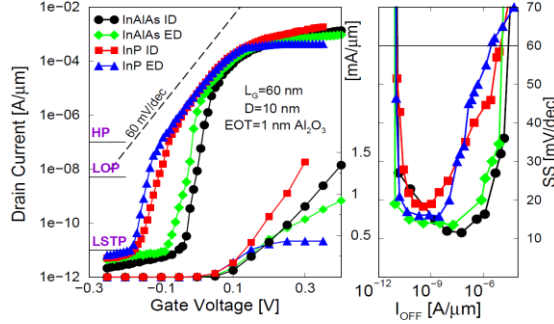 1E-03
1E-04
1E-06
1E-08
1E-10
1E-12
Drain Current [A/µm]
InAlAs ID
InAlAs ED
InP ID
InP ED
60 mV/dec
HP
LOP
LSTP
L_G=60 nm
D=10 nm
EOT=1 nm Al₂O₃
-0.3
-0.1
0.1
0.3
Gate Voltage [V]
[mA/µm]
1.5
1
0.5
70
60
50
40
30
20
10
SS [mV/dec]
10⁻¹²
10⁻⁹
10⁻⁶
I_OFF [A/µm]